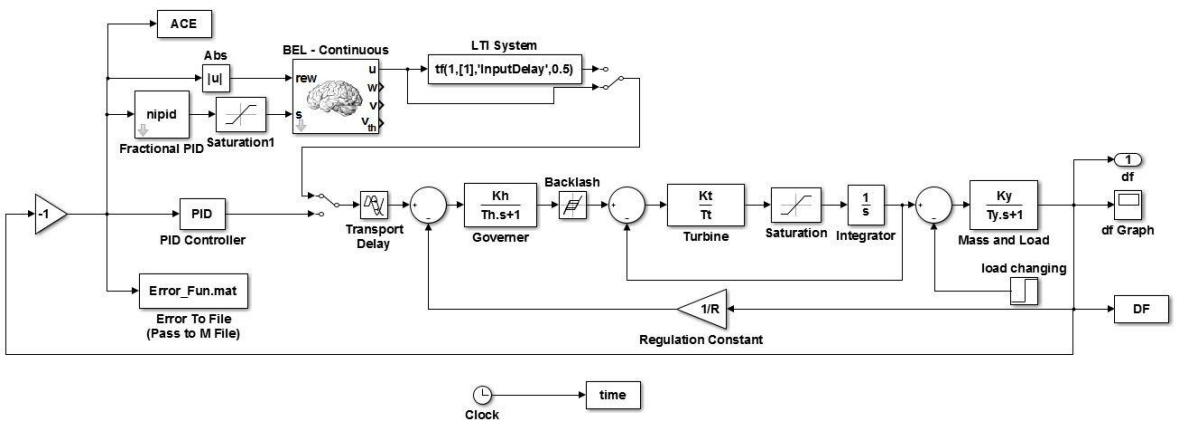 ACE
Abs
|u|
BEL - Continuous
rew
s
u
w
v
v th
LTI System
tf(1,[1],'InputDelay',0.5)
nipid
Fractional PID
Saturation1
-1
PID
PID Controller
Error_Fun.mat
Error To File
(Pass to M File)
Transport
Delay
+
-
Kh
Th.s+1
Governer
Backlash
+
-
Kt
Tt
Turbine
Saturation
1
s
Integrator
+
-
Ky
Ty.s+1
Mass and Load
load changing
1
df
df Graph
DF
1/R
Regulation Constant
Clock
time